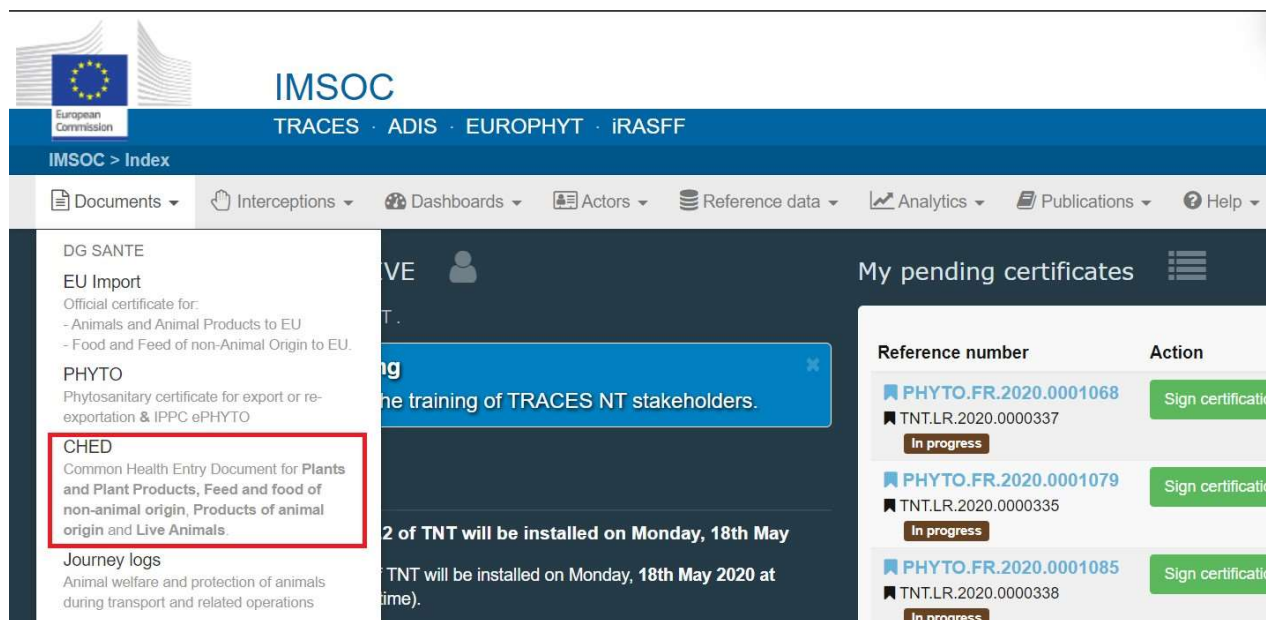 European
Commission
IMSOC
TRACES · ADIS · EUROPHYT · iRASFF
IMSOC > Index
Documents
Interceptions
Dashboards
Actors
Reference data
Analytics
Publications
Help
DG SANTE
EU Import
Official certificate for:
- Animals and Animal Products to EU
- Food and Feed of non-Animal Origin to EU.
PHYTO
Phytosanitary certificate for export or re-
exportation & IPPC ePHYTO
CHED
Common Health Entry Document for Plants
and Plant Products, Feed and food of
non-animal origin, Products of animal
origin and Live Animals.
Journey logs
Animal welfare and protection of animals
during transport and related operations
VE
T.
ng
he training of TRACES NT stakeholders.
.2 of TNT will be installed on Monday, 18th May
TNT will be installed on Monday, 18th May 2020 at
time).
My pending certificates
Reference number Action
PHYTO.FR.2020.0001068
Sign certificatio
TNT.LR.2020.0000337
In progress
PHYTO.FR.2020.0001079
Sign certificatio
TNT.LR.2020.0000335
In progress
PHYTO.FR.2020.0001085
Sign certificatio
TNT.LR.2020.0000338
In progress